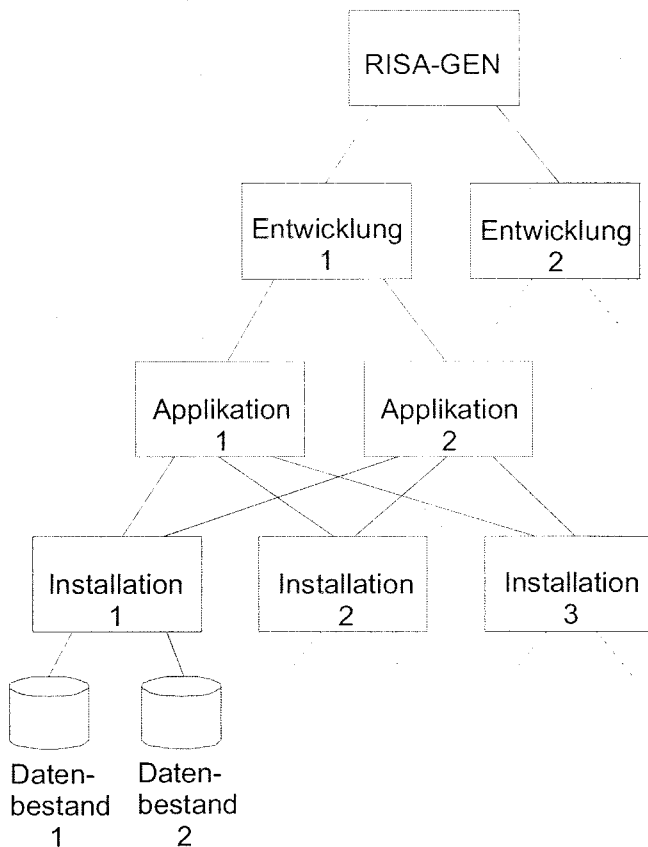 RISA-GEN
Entwicklung
1
Entwicklung
2
Applikation
1
Applikation
2
Installation
1
Installation
2
Installation
3
Daten-
bestand
1
Daten-
bestand
2